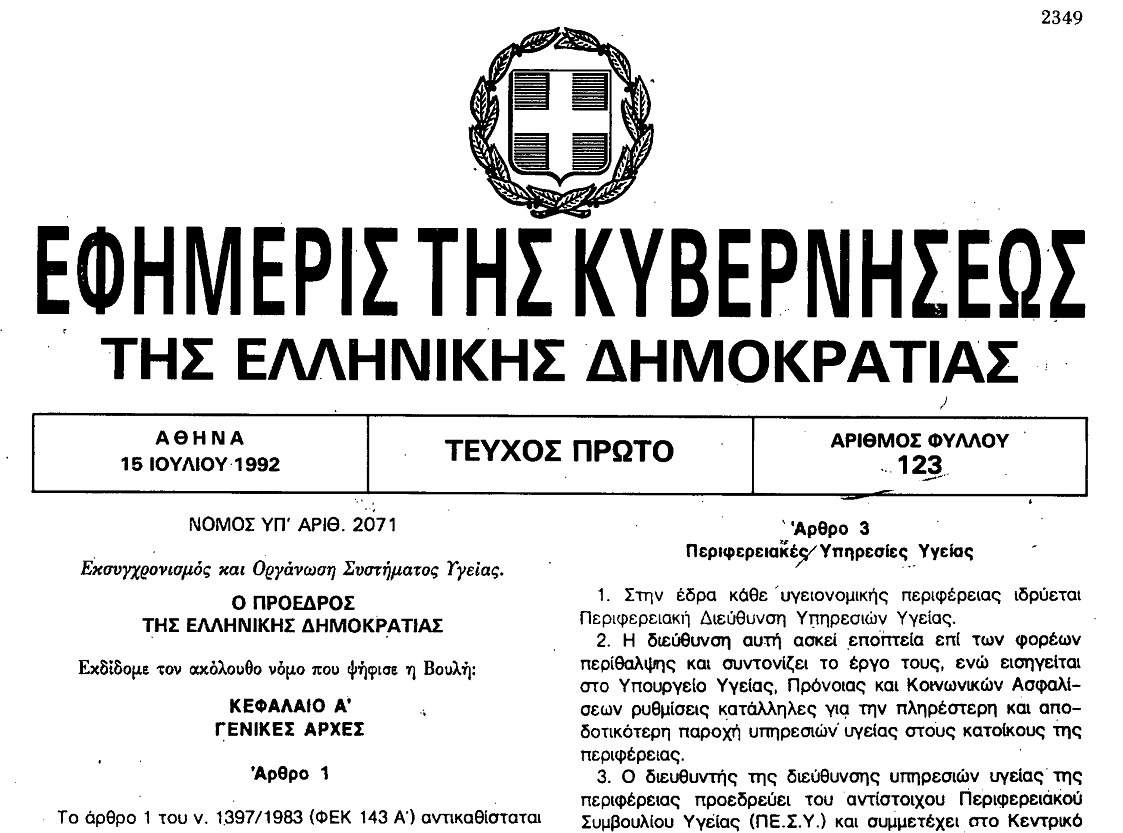 2349
ΕΦΗΜΕΡΙΣ ΤΗΣ ΚΥΒΕΡΝΗΣΕΩΣ
ΤΗΣ ΕΛΛΗΝΙΚΗΣ ΔΗΜΟΚΡΑΤΙΑΣ
ΑΘΗΝΑ
15 ΙΟΥΛΙΟΥ 1992
ΤΕΥΧΟΣ ΠΡΩΤΟ
ΑΡΙΘΜΟΣ ΦΥΛΛΟΥ
123
ΝΟΜΟΣ ΥΠ' ΑΡΙΘ. 2071
Εκσυγχρονισμός και Οργάνωση Συστήματος Υγείας.
Ο ΠΡΟΕΔΡΟΣ
ΤΗΣ ΕΛΛΗΝΙΚΗΣ ΔΗΜΟΚΡΑΤΙΑΣ
Εκδίδομε τον ακόλουθο νόμο που ψήφισε η Βουλή:
ΚΕΦΑΛΑΙΟ Α'
ΓΕΝΙΚΕΣ ΑΡΧΕΣ
'Αρθρο 1
Το άρθρο 1 του ν. 1397/1983 (ΦΕΚ 143 Α') αντικαθίσταται
'Αρθρο 3
Περιφερειακές Υπηρεσίες Υγείας
1. Στην έδρα κάθε υγειονομικής περιφέρειας ιδρύεται
Περιφερειακή Διεύθυνση Υπηρεσιών Υγείας.
2. Η διεύθυνση αυτή ασκεί εποπτεία επί των φορέων
περίθαλψης και συντονίζει το έργο τους, ενώ εισηγείται
στο Υπουργείο Υγείας, Πρόνοιας και Κοινωνικών Ασφαλί-
σεων ρυθμίσεις κατάλληλες για την πληρέστερη και απο-
δοτικότερη παροχή υπηρεσιών υγείας στους κατοίκους της
περιφέρειας.
3. Ο διευθυντής της διεύθυνσης υπηρεσιών υγείας της
περιφέρειας προεδρεύει του αντίστοιχου Περιφερειακού
Συμβουλίου Υγείας (ΠΕ.Σ.Υ.) και συμμετέχει στο Κεντρικό